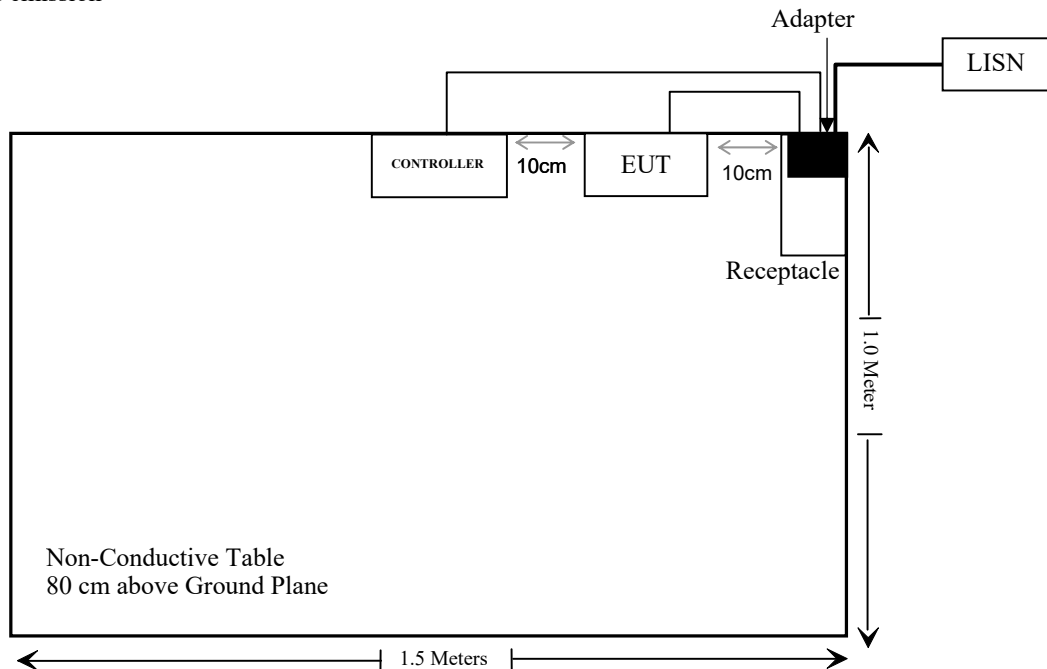 Adapter
LISN
CONTROLLER
10cm
EUT
10cm
Receptacle
1.0 Meter
Non-Conductive Table
80 cm above Ground Plane
1.5 Meters